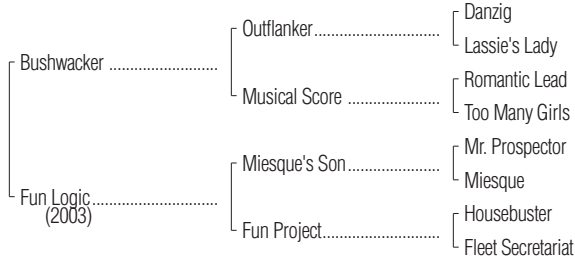 Danzig
Outflanker
Lassie's Lady
Bushwacker
Romantic Lead
Musical Score
Too Many Girls
Mr. Prospector
Miesque's Son
Miesque
Fun Logic
(2003)
Housebuster
Fun Project
Fleet Secretariat